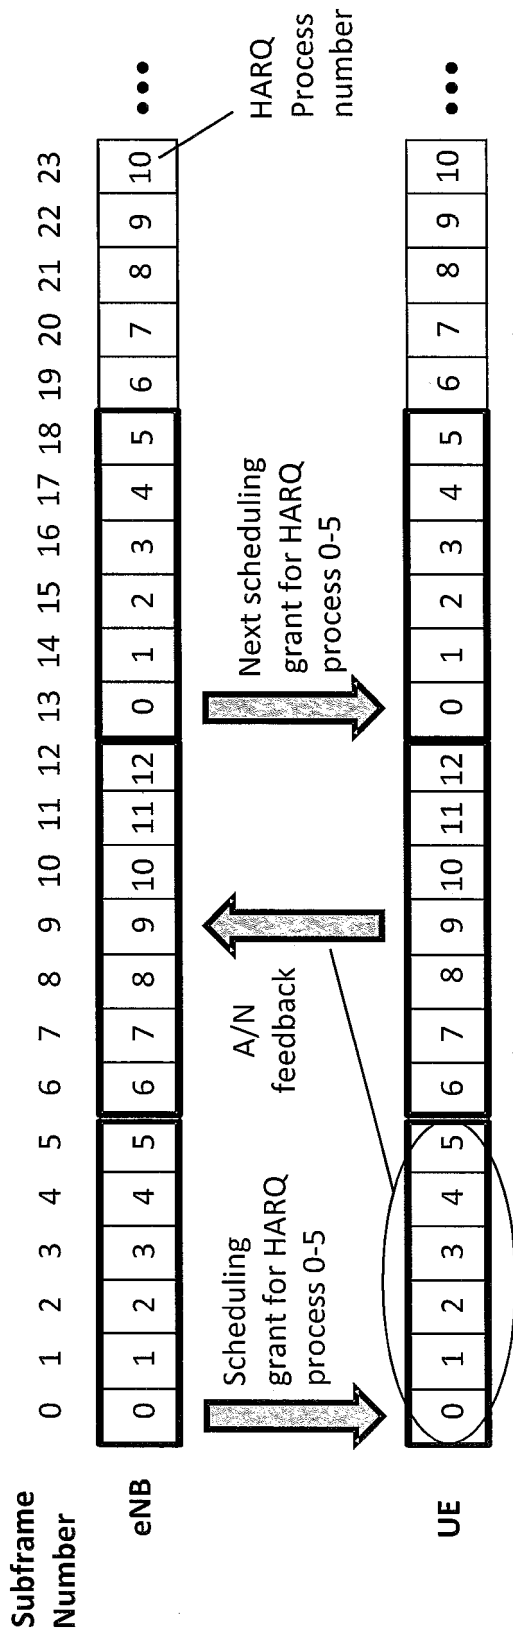 Subframe
Number
0 1 2 3 4 5 6 7 8 9 10 11 12 13 14 15 16 17 18 19 20 21 22 23
eNB
0 1 2 3 4 5 6 7 8 9 10 11 12 0 1 2 3 4 5 6 7 8 9 10 •••
Scheduling
grant for HARQ
process 0-5
A/N
feedback
Next scheduling
grant for HARQ
process 0-5
HARQ
Process
number
UE
0 1 2 3 4 5 6 7 8 9 10 11 12 0 1 2 3 4 5 6 7 8 9 10 •••